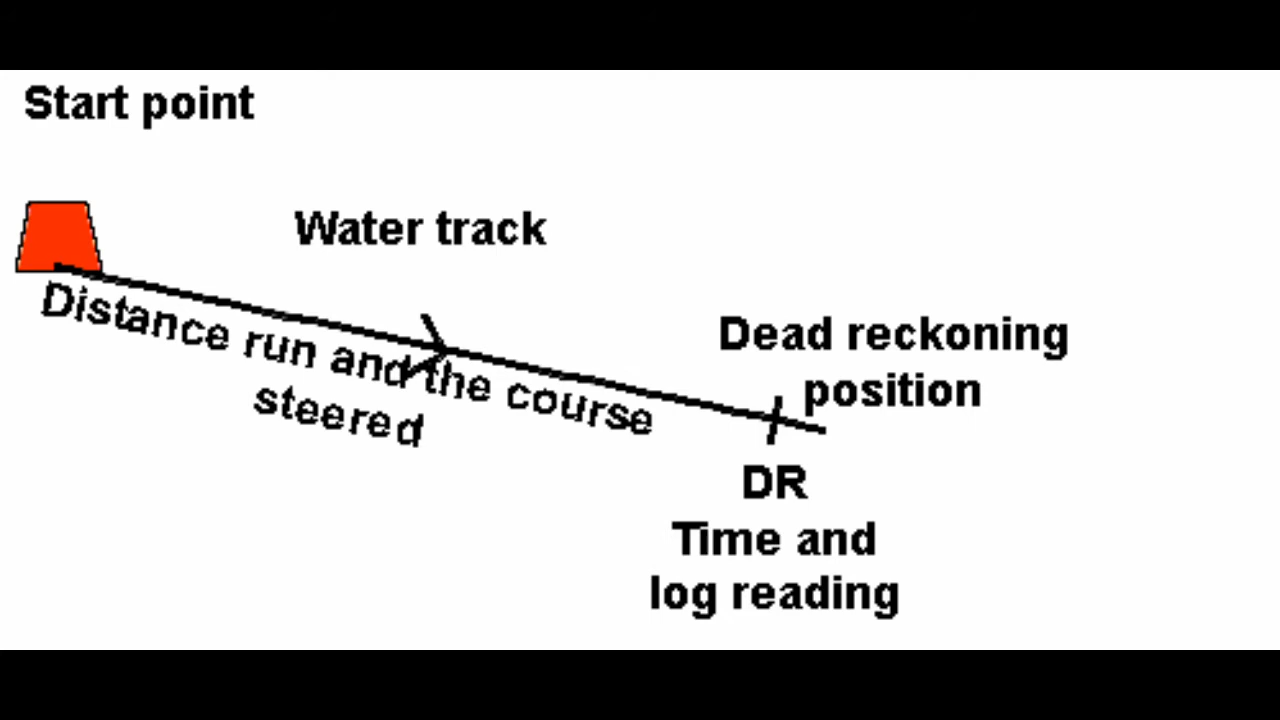 Start point
Water track
Distance run and the course
steered
Dead reckoning
position
DR
Time and
log reading